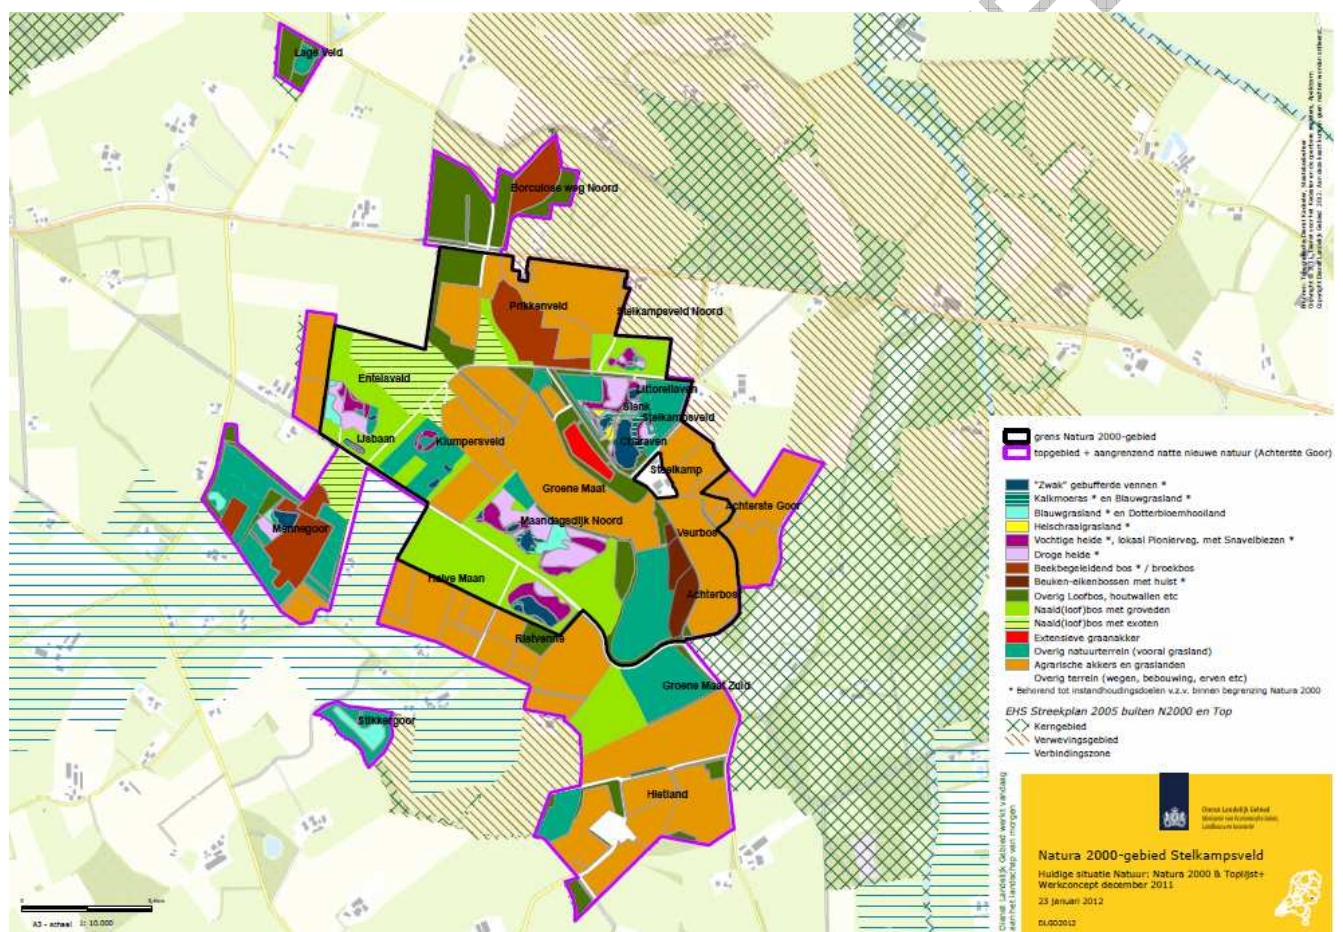 Lage Veld
Borculose weg Noord
Prikkenveld
Stelkampsveld Noord
Entelsveld
Littorellaven
Slenk
Stelkampsveld
IJsbaan
Klumpersveld
Charaven
Steelkamp
Groene Maat
Achterste Goor
Mennegoor
Maandagsdijk Noord
Veurbos
Halve Maan
Achterbos
Rietvenne
Groene Maat Zuid
Stikkergoor
Hietland
grens Natura 2000-gebied
topgebied + aangrenzend natte nieuwe natuur (Achterste Goor)
"Zwak" gebufferde vennen *
Kalkmoeras * en Blauwgrasland *
Blauwgrasland * en Dotterbloemhooiland
Heischraalgrasland *
Vochtige heide *, lokaal Pionierveg. met Snavelbiezen *
Droge heide *
Beekbegeleidend bos * / broekbos
Beuken-eikenbossen met hulst *
Overig Loofbos, houtwallen etc
Naald(loof)bos met groveden
Naald(loof)bos met exoten
Extensieve graanakker
Overig natuurterrein (vooral grasland)
Agrarische akkers en graslanden
Overig terrein (wegen, bebouwing, erven etc)
* Behorend tot instandhoudingsdoelen v.z.v. binnen begrenzing Natura 2000
EHS Streekplan 2005 buiten N2000 en Top
Kerngebied
Verwevingsgebied
Verbindingszone
Dienst Landelijk Gebied werkt vandaag
aan het landschap van morgen
Dienst Landelijk Gebied
Natura 2000-gebied Stelkampsveld
Huidige situatie Natuur: Natura 2000 & Toplijst+
Werkconcept december 2011
23 januari 2012
DLG02012
0
A3 - schaal 1: 10.000